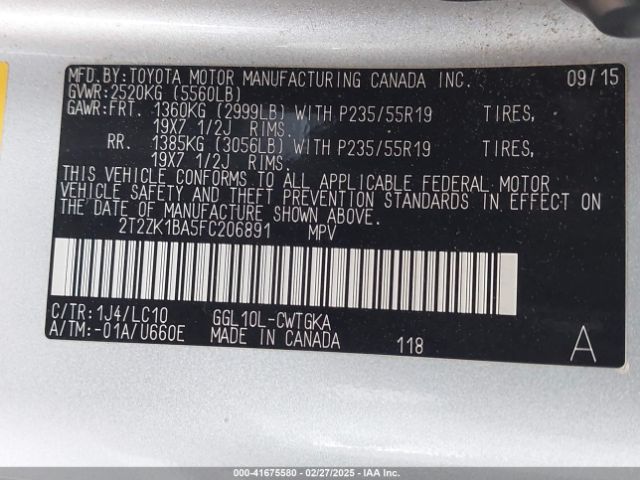 MFD.BY:TOYOTA MOTOR MANUFACTURING CANADA INC. 09/15
GVWR:2520KG (5560LB)
GAWR:FRT. 1360KG (2999LB) WITH P235/55R19 TIRES,
19X7 1/2J RIMS.
RR. 1385KG (3056LB) WITH P235/55R19 TIRES,
19X7 1/2J RIMS.
THIS VEHICLE CONFORMS TO ALL APPLICABLE FEDERAL MOTOR
VEHICLE SAFETY AND THEFT PREVENTION STANDARDS IN EFFECT ON
THE DATE OF MANUFACTURE SHOWN ABOVE.
2T2ZK1BA5FC206891 MPV
C/TR:1J4/LC10 GGL10L-CWTGKA
A/TM:-01A/U660E MADE IN CANADA 118 A
000-41675580 - 02/27/2025 - IAAI.COM